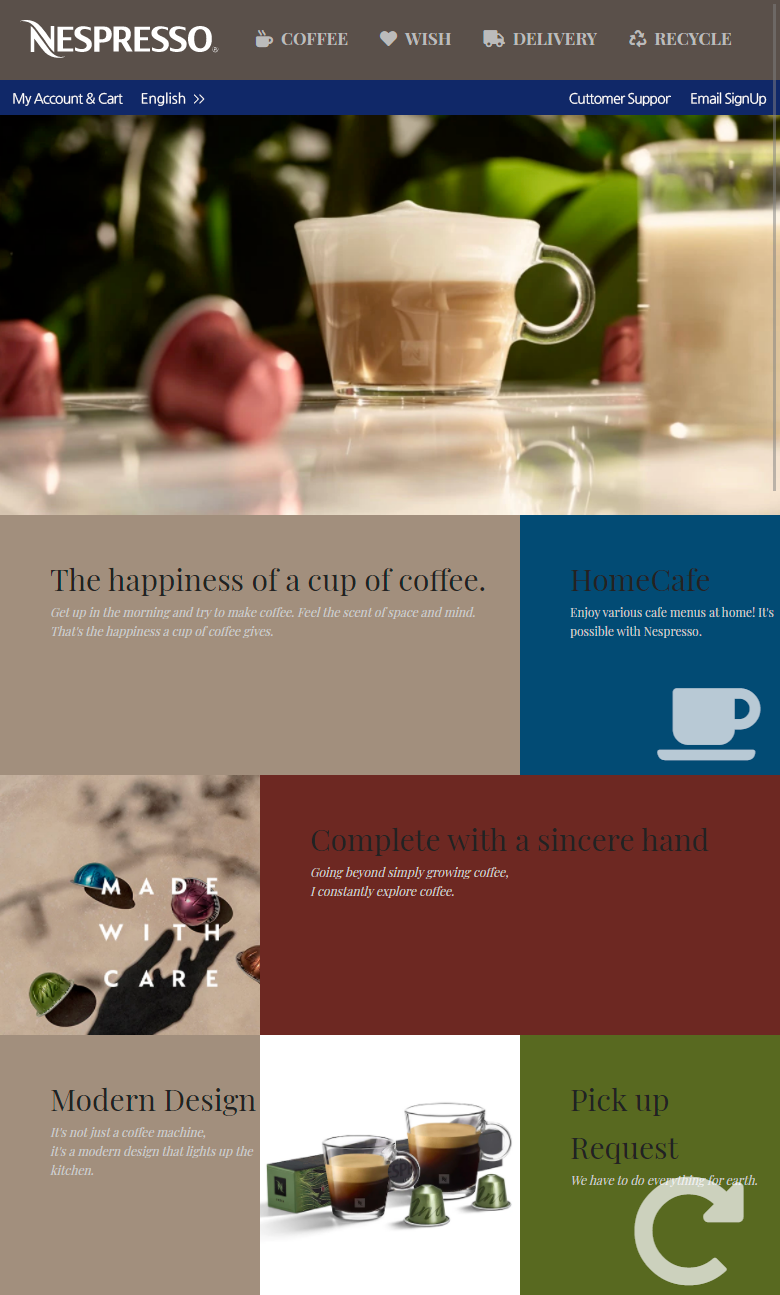 NESPRESSO®
COFFEE WISH DELIVERY RECYCLE
My Account & Cart English Cuttomer Suppor Email SignUp
The happiness of a cup of coffee.
Get up in the morning and try to make coffee. Feel the scent of space and mind.
That's the happiness a cup of coffee gives.
HomeCafe
Enjoy various cafe menus at home! It's
possible with Nespresso.
MADE
WITH
CARE
Complete with a sincere hand
Going beyond simply growing coffee,
I constantly explore coffee.
Modern Design
It's not just a coffee machine,
it's a modern design that lights up the
kitchen.
Pick up
Request
We have to do everything for earth.